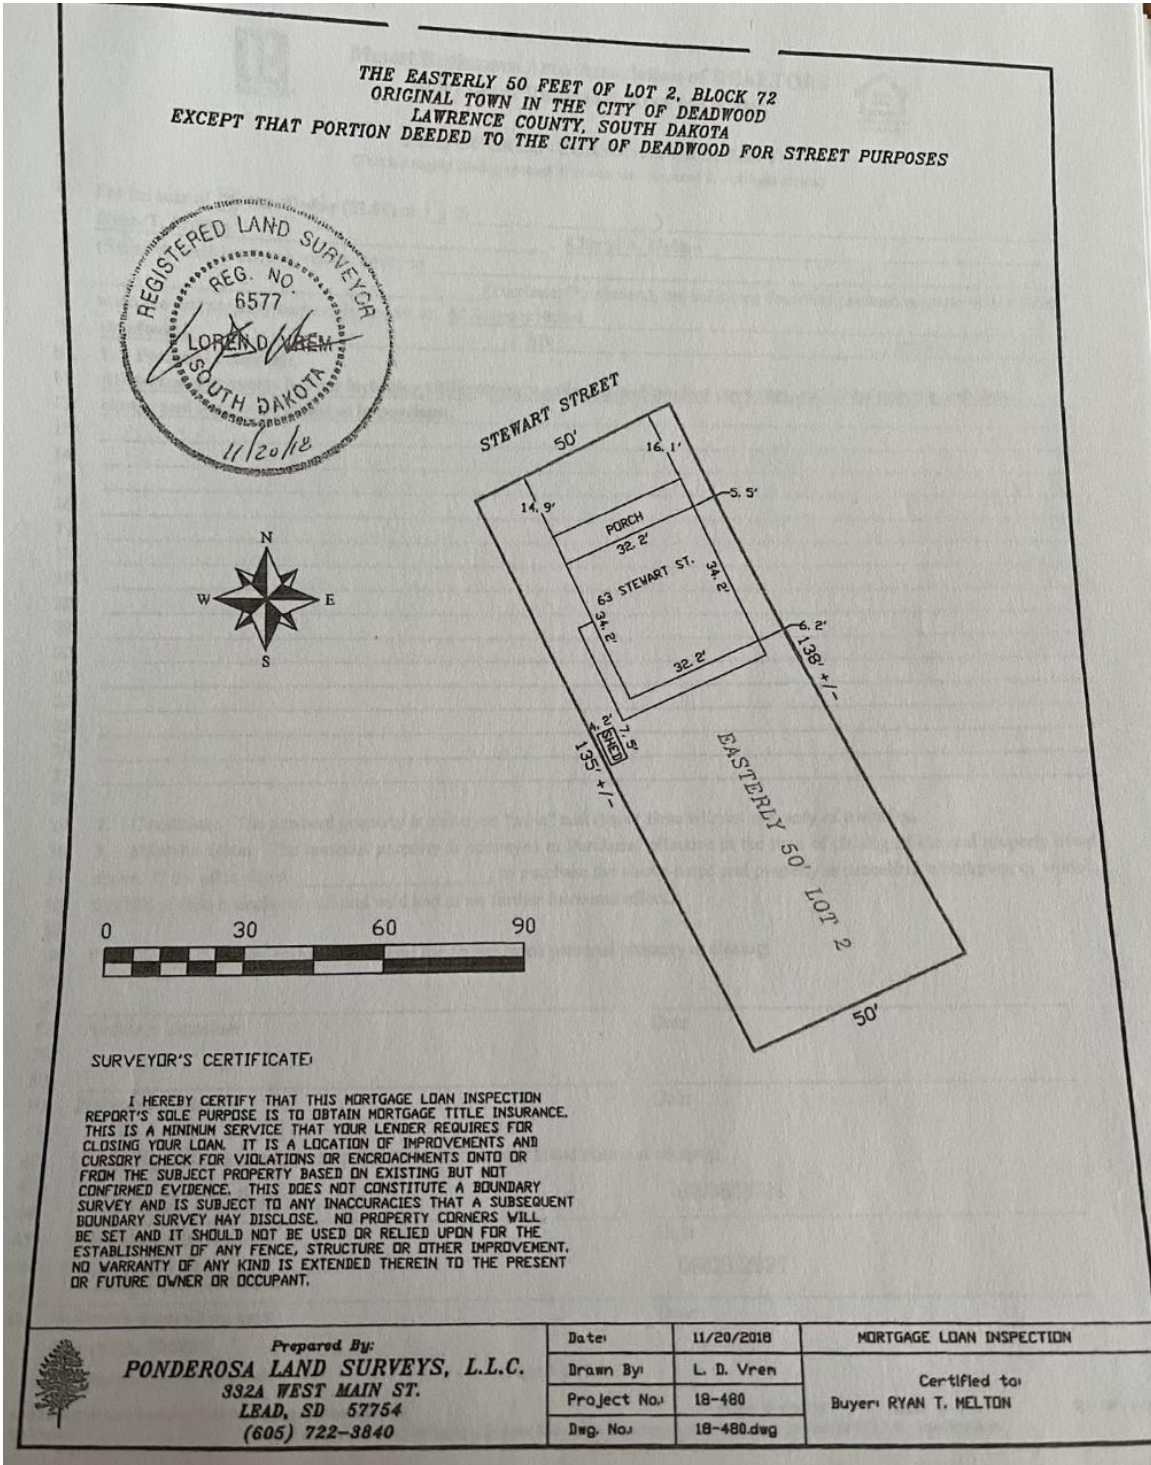 THE EASTERLY 50 FEET OF LOT 2, BLOCK 72
ORIGINAL TOWN IN THE CITY OF DEADWOOD
LAWRENCE COUNTY, SOUTH DAKOTA
EXCEPT THAT PORTION DEEDED TO THE CITY OF DEADWOOD FOR STREET PURPOSES
REGISTERED LAND SURVEYOR
REG. NO.
6577
LOREN D. VREM
SOUTH DAKOTA
11/20/18
STEWART STREET
50'
16.1'
14.9'
5.5'
PORCH
32.2'
63 STEWART ST.
34.2'
34.2'
6.2'
32.2'
138' +/-
7.5'
SHED
135' +/-
EASTERLY 50' LOT 2
50'
N
W E
S
0 30 60 90
SURVEYOR'S CERTIFICATE:
I HEREBY CERTIFY THAT THIS MORTGAGE LOAN INSPECTION
REPORT'S SOLE PURPOSE IS TO OBTAIN MORTGAGE TITLE INSURANCE.
THIS IS A MINIMUM SERVICE THAT YOUR LENDER REQUIRES FOR
CLOSING YOUR LOAN. IT IS A LOCATION OF IMPROVEMENTS AND
CURSORY CHECK FOR VIOLATIONS OR ENCROACHMENTS ONTO OR
FROM THE SUBJECT PROPERTY BASED ON EXISTING BUT NOT
CONFIRMED EVIDENCE. THIS DOES NOT CONSTITUTE A BOUNDARY
SURVEY AND IS SUBJECT TO ANY INACCURACIES THAT A SUBSEQUENT
BOUNDARY SURVEY MAY DISCLOSE. NO PROPERTY CORNERS WILL
BE SET AND IT SHOULD NOT BE USED OR RELIED UPON FOR THE
ESTABLISHMENT OF ANY FENCE, STRUCTURE OR OTHER IMPROVEMENT.
NO WARRANTY OF ANY KIND IS EXTENDED THEREIN TO THE PRESENT
OR FUTURE OWNER OR OCCUPANT.
Prepared By:
PONDEROSA LAND SURVEYS, L.L.C.
332A WEST MAIN ST.
LEAD, SD 57754
(605) 722-3840
Date: 11/20/2018
Drawn By: L. D. Vrem
Project No.: 18-480
Dwg. No.: 18-480.dwg
MORTGAGE LOAN INSPECTION
Certified to:
Buyer: RYAN T. MELTON